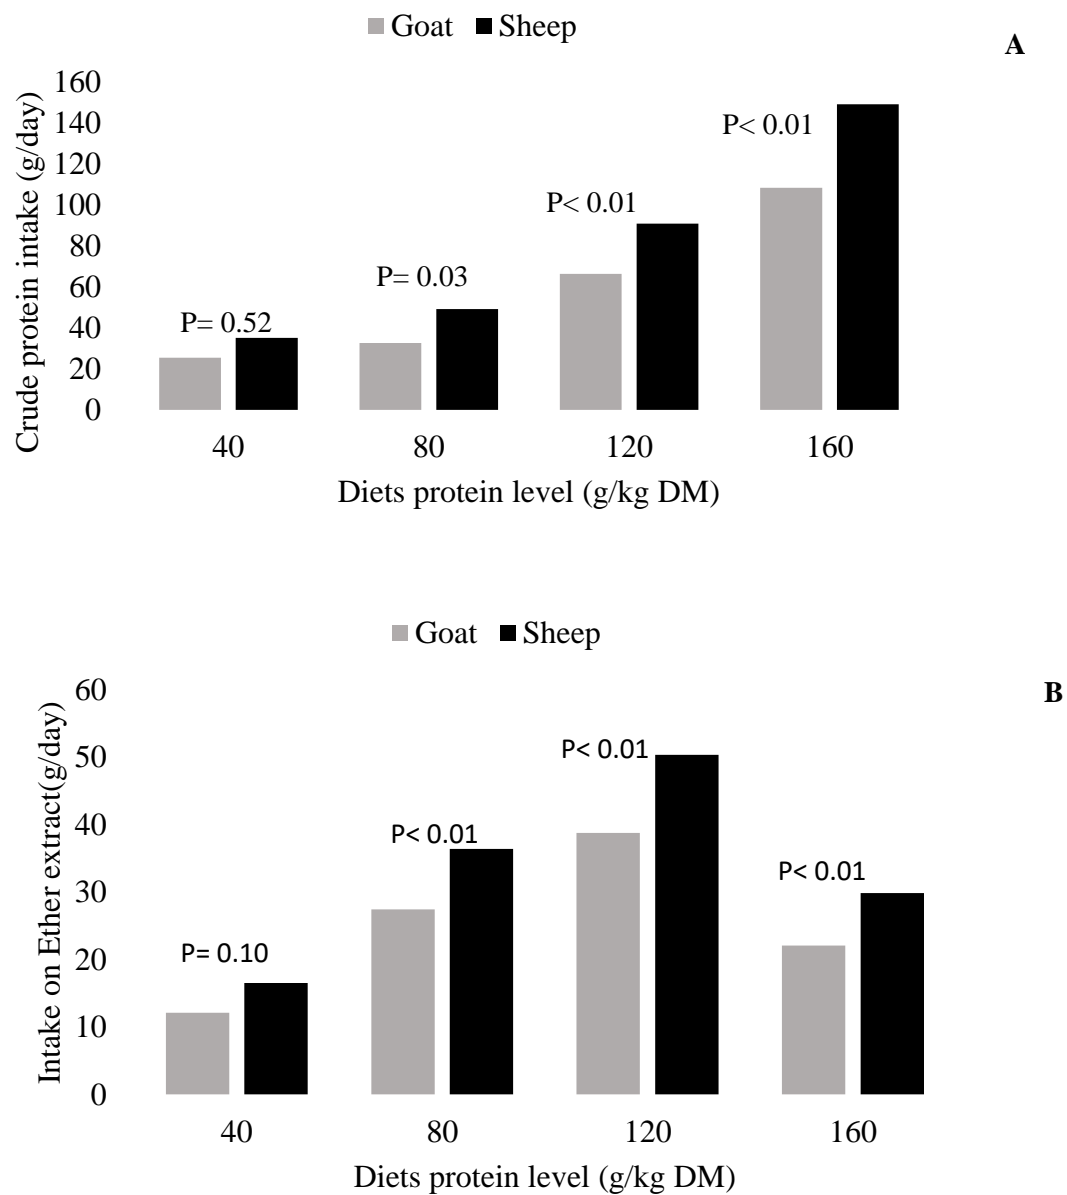 Goat Sheep
A
Crude protein intake (g/day)
160
140
120
100
80
60
40
20
0
P= 0.52
P= 0.03
P< 0.01
P< 0.01
40 80 120 160
Diets protein level (g/kg DM)
Goat Sheep
B
Intake on Ether extract(g/day)
60
50
40
30
20
10
0
P= 0.10
P< 0.01
P< 0.01
P< 0.01
40 80 120 160
Diets protein level (g/kg DM)